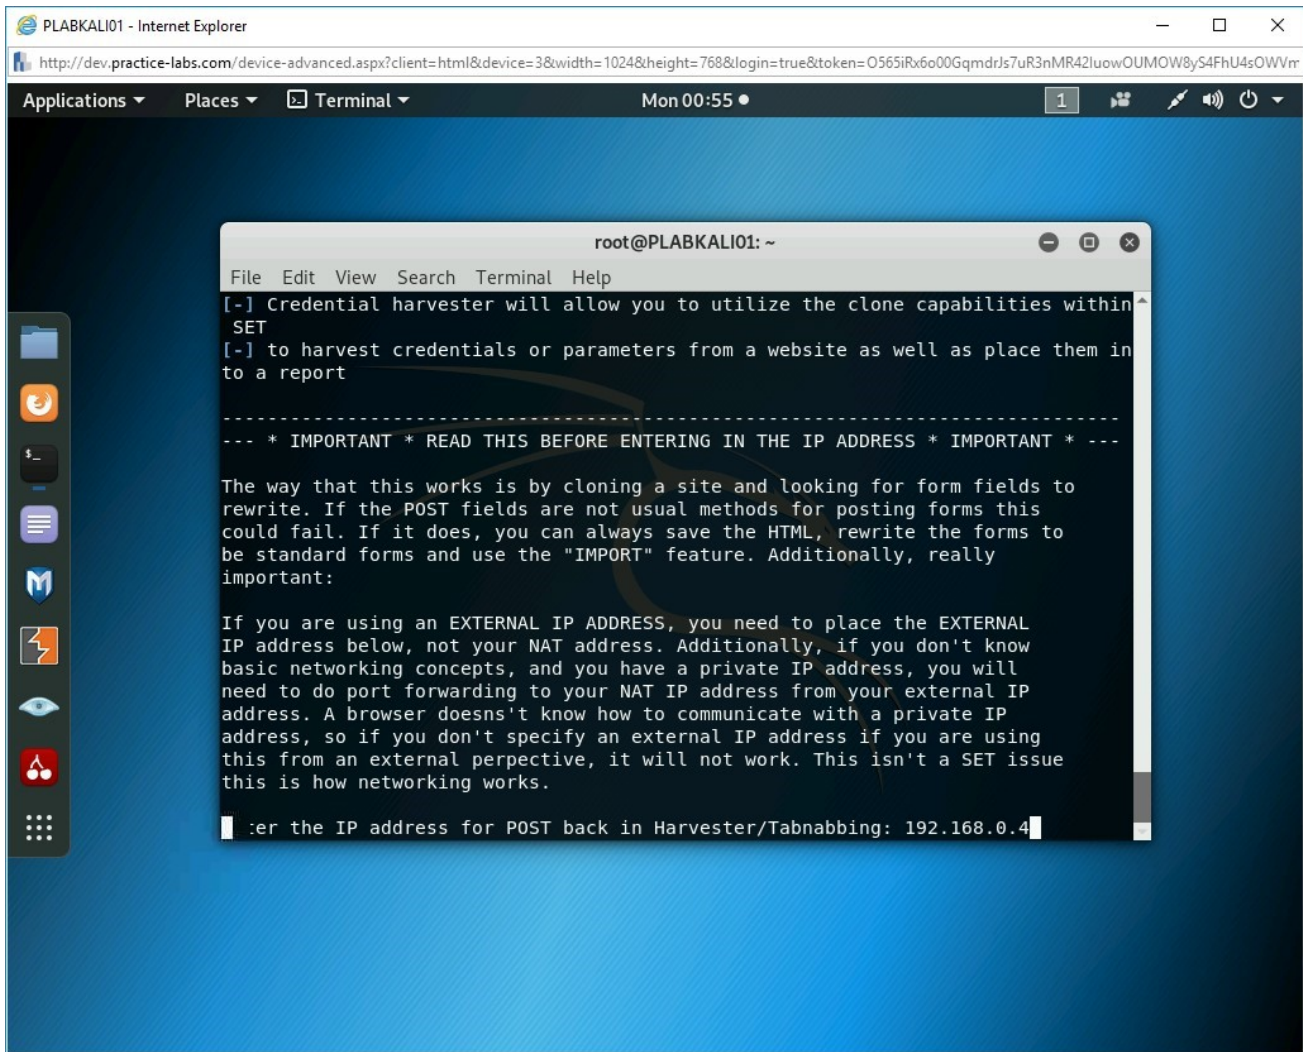 PLABKALI01 - Internet Explorer
http://dev.practice-labs.com/device-advanced.aspx?client=html&device=3&width=1024&height=768&login=true&token=O565iRx6o00GqmdrJs7uR3nMR42IuowOUMOW8yS4FhU4sOWVm
Applications Places Terminal Mon 00:55 1
root@PLABKALI01: ~
File Edit View Search Terminal Help
[-] Credential harvester will allow you to utilize the clone capabilities within
SET
[-] to harvest credentials or parameters from a website as well as place them in
to a report
-------------------------------------------------------------------------------
--- * IMPORTANT * READ THIS BEFORE ENTERING IN THE IP ADDRESS * IMPORTANT * ---
The way that this works is by cloning a site and looking for form fields to
rewrite. If the POST fields are not usual methods for posting forms this
could fail. If it does, you can always save the HTML, rewrite the forms to
be standard forms and use the "IMPORT" feature. Additionally, really
important:
If you are using an EXTERNAL IP ADDRESS, you need to place the EXTERNAL
IP address below, not your NAT address. Additionally, if you don't know
basic networking concepts, and you have a private IP address, you will
need to do port forwarding to your NAT IP address from your external IP
address. A browser doesns't know how to communicate with a private IP
address, so if you don't specify an external IP address if you are using
this from an external perpective, it will not work. This isn't a SET issue
this is how networking works.
er the IP address for POST back in Harvester/Tabnabbing: 192.168.0.4
$_